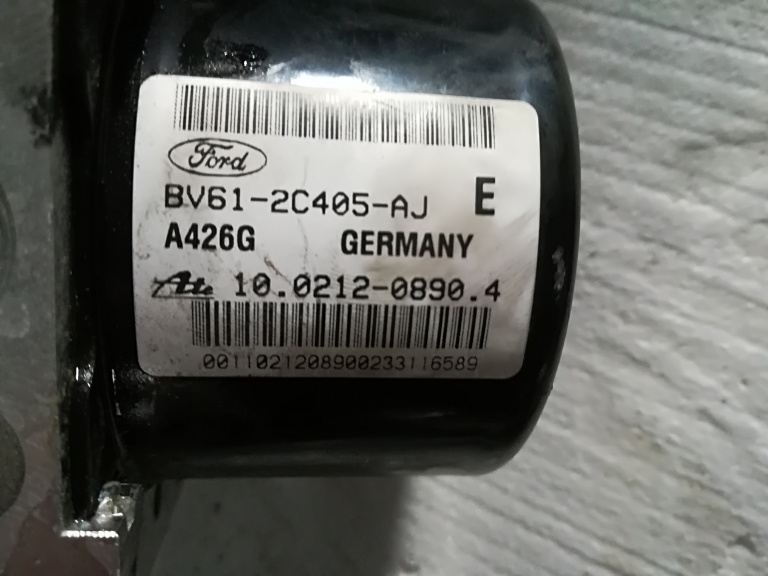 Ford
BV61-2C405-AJ E
A426G GERMANY
Ate 10.0212-0890.4
0011021208900233116589